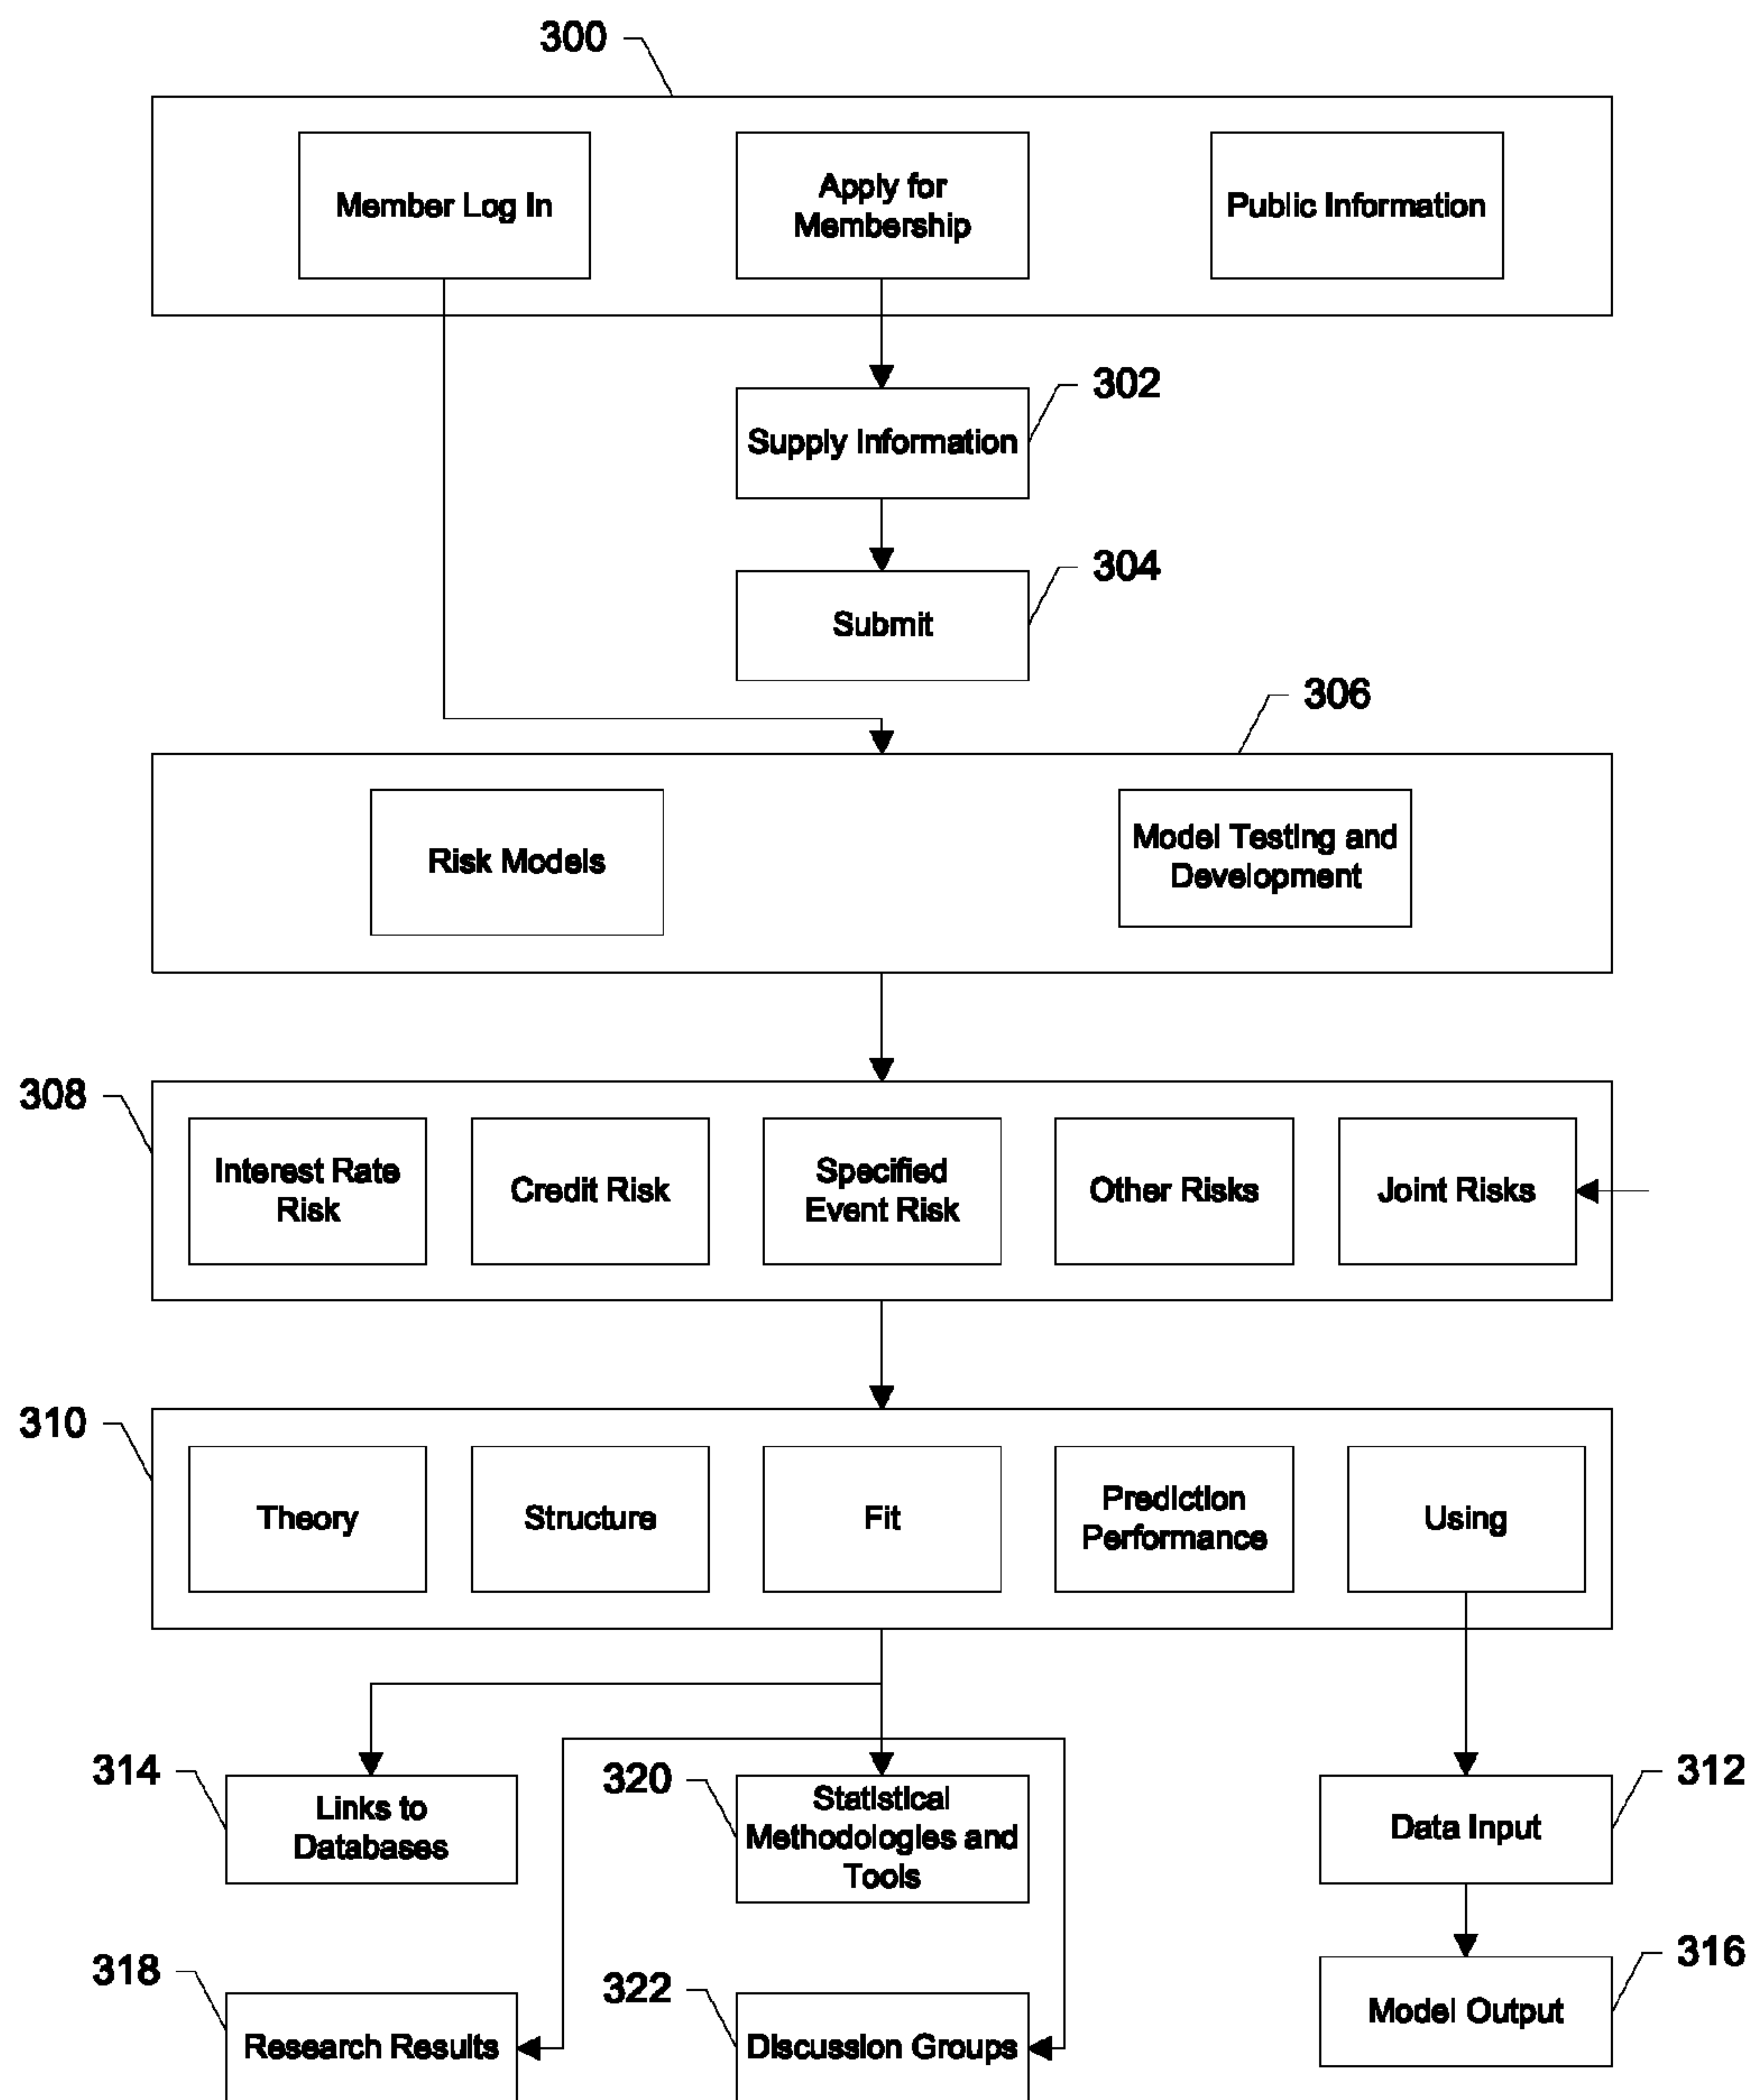 300
Member Log In
Apply for
Membership
Public Information
302
Supply Information
304
Submit
306
Risk Models
Model Testing and
Development
308
Interest Rate
Risk
Credit Risk
Specified
Event Risk
Other Risks
Joint Risks
310
Theory
Structure
Fit
Prediction
Performance
Using
314
Links to
Databases
320
Statistical
Methodologies and
Tools
312
Data Input
318
Research Results
322
Discussion Groups
316
Model Output